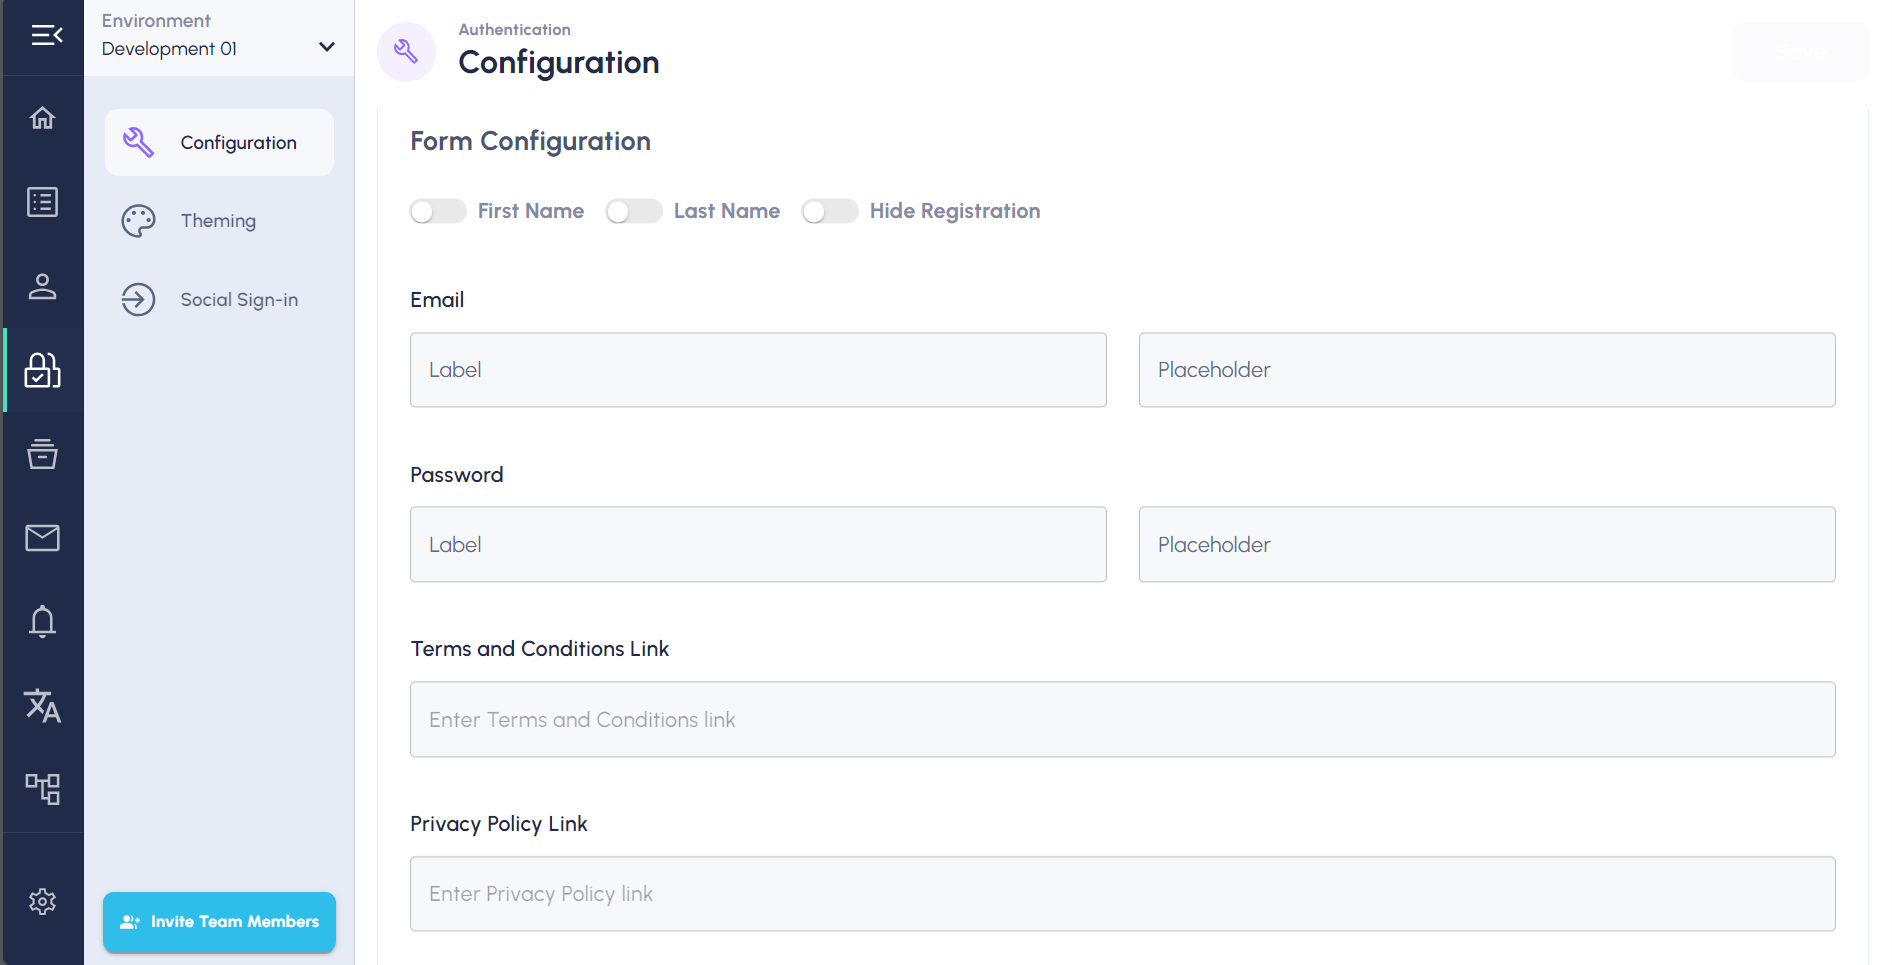 Environment
Development 01
Configuration
Theming
Social Sign-in
Invite Team Members
Authentication
Configuration
Save
Form Configuration
First Name
Last Name
Hide Registration
Email
Label
Placeholder
Password
Label
Placeholder
Terms and Conditions Link
Enter Terms and Conditions link
Privacy Policy Link
Enter Privacy Policy link